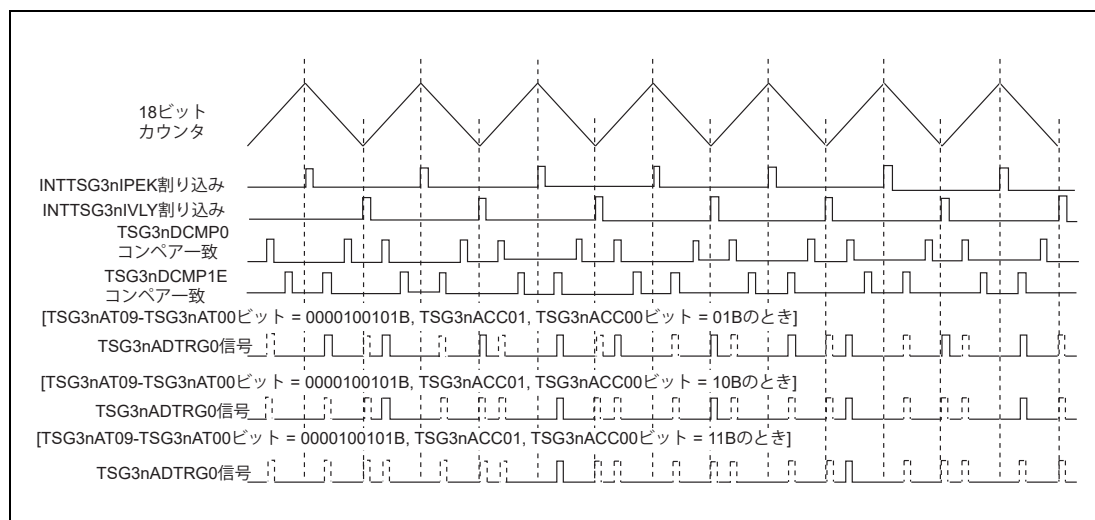 18ビット
カウンタ
INTTSG3nIPEK割り込み
INTTSG3nIVLY割り込み
TSG3nDCMP0
コンペア一致
TSG3nDCMP1E
コンペア一致
[TSG3nAT09-TSG3nAT00ビット = 0000100101B, TSG3nACC01, TSG3nACC00ビット = 01Bのとき]
TSG3nADTRG0信号
[TSG3nAT09-TSG3nAT00ビット = 0000100101B, TSG3nACC01, TSG3nACC00ビット = 10Bのとき]
TSG3nADTRG0信号
[TSG3nAT09-TSG3nAT00ビット = 0000100101B, TSG3nACC01, TSG3nACC00ビット = 11Bのとき]
TSG3nADTRG0信号